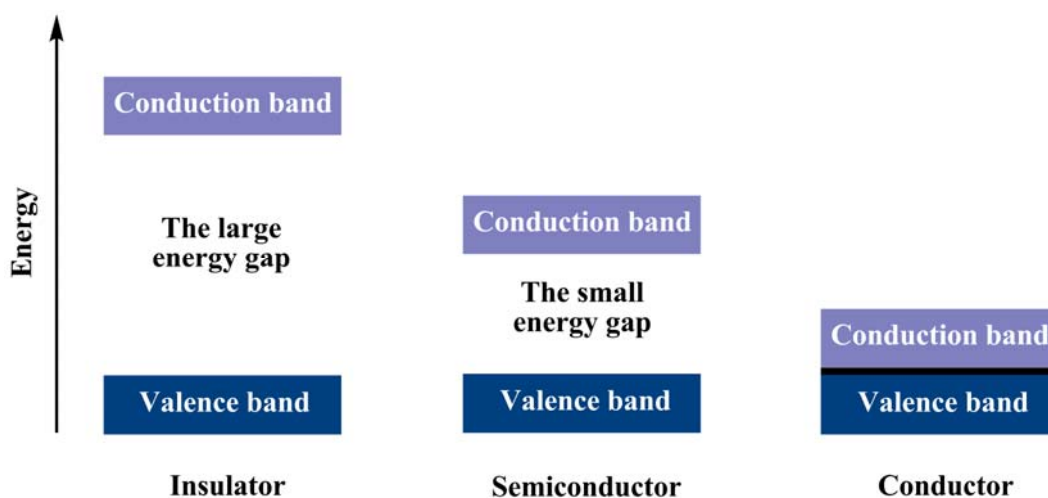 Energy
Conduction band
The large
energy gap
Valence band
Insulator
Conduction band
The small
energy gap
Valence band
Semiconductor
Conduction band
Valence band
Conductor